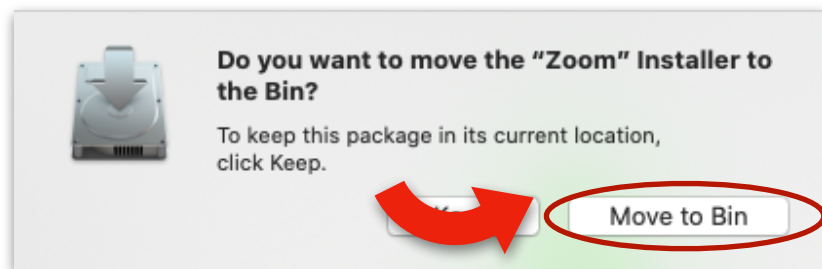 Do you want to move the “Zoom” Installer to
the Bin?
To keep this package in its current location,
click Keep.
Move to Bin